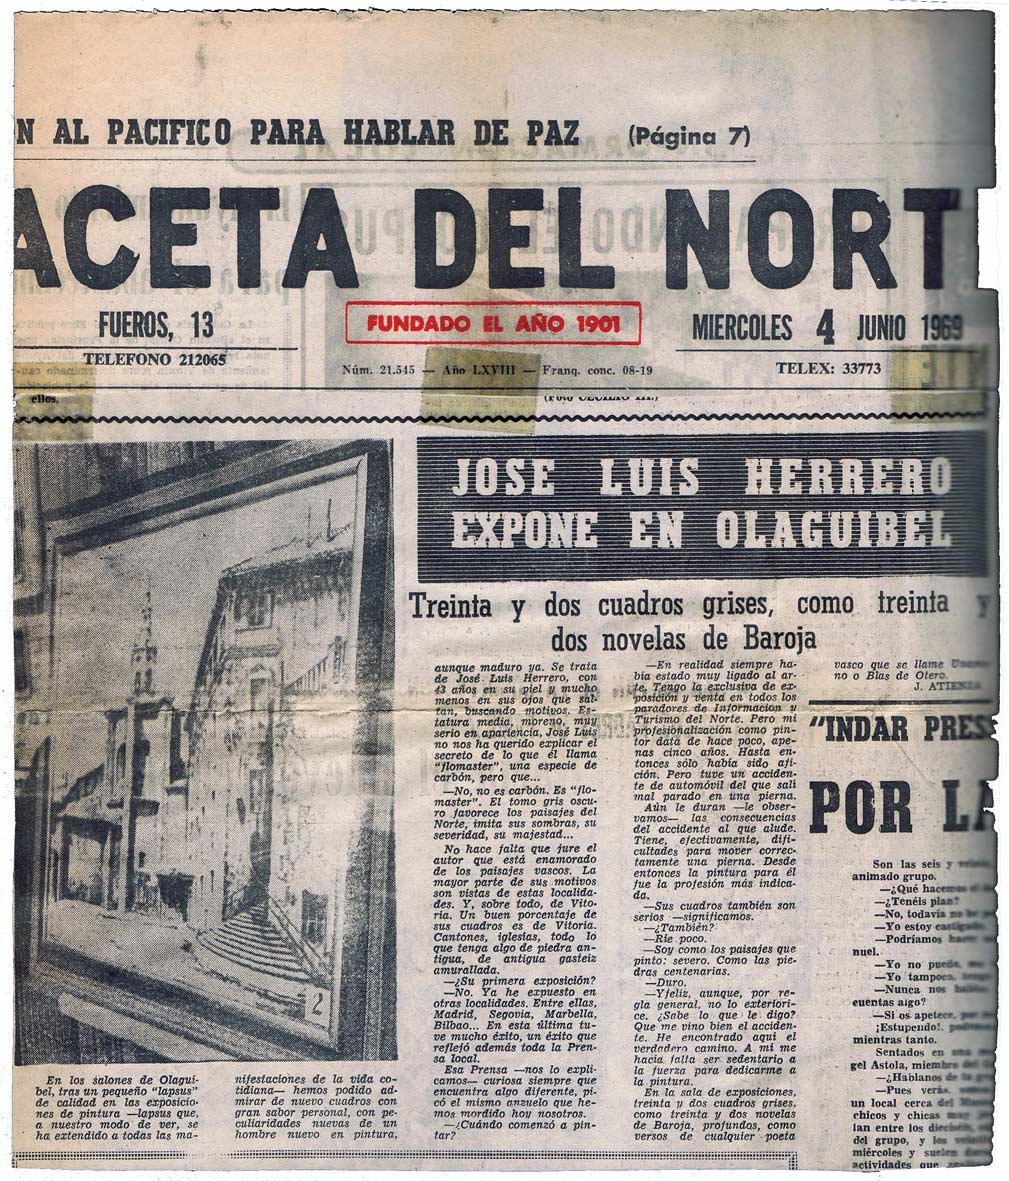 N AL PACIFICO PARA HABLAR DE PAZ (Página 7)
ACETA DEL NORT
FUEROS, 13
TELEFONO 212065
FUNDADO EL AÑO 1901
Núm. 21.545 — Año LXVIII — Franq. conc. 08-19
MIERCOLES 4 JUNIO 1969
TELEX: 33773
ellos.
(Foto CECILIO III.)
JOSE LUIS HERRERO
EXPONE EN OLAGUIBEL
Treinta y dos cuadros grises, como treinta y
dos novelas de Baroja
2
En los salones de Olagui-
bel, tras un pequeño "lapsus"
de calidad en las exposicio-
nes de pintura —lapsus que,
a nuestro modo de ver, se
ha extendido a todas las ma-
nifestaciones de la vida co-
tidiana— hemos podido ad-
mirar de nuevo cuadros con
gran sabor personal, con pe-
culiaridades nuevas de un
hombre nuevo en pintura,
aunque maduro ya. Se trata
de José Luis Herrero, con
43 años en su piel y mucho
menos en sus ojos que sal-
tan, buscando motivos. Es-
tatura media, moreno, muy
serio en apariencia, José Luis
no nos ha querido explicar el
secreto de lo que él llama
"flomaster", una especie de
carbón, pero que...
—No, no es carbón. Es "flo-
master". El tomo gris oscu-
ro favorece los paisajes del
Norte, imita sus sombras, su
severidad, su majestad...
No hace falta que jure el
autor que está enamorado
de los paisajes vascos. La
mayor parte de sus motivos
son vistas de estas localida-
des. Y, sobre todo, de Vito-
ria. Un buen porcentaje de
sus cuadros es de Vitoria.
Cantones, iglesias, todo lo
que tenga algo de piedra an-
tigua, de antigua gasteiz
amurallada.
—¿Su primera exposición?
—No. Ya he expuesto en
otras localidades. Entre ellas,
Madrid, Segovia, Marbella,
Bilbao... En esta última tu-
ve mucho éxito, un éxito que
reflejó además toda la Pren-
sa local.
Esa Prensa —nos lo expli-
camos— curiosa siempre que
encuentra algo diferente, pi-
có el mismo anzuelo que he-
mos mordido hoy nosotros.
—¿Cuándo comenzó a pin-
tar?
—En realidad siempre ha-
bía estado muy ligado al ar-
te. Tengo la exclusiva de ex-
posición y venta en todos los
paradores de Informacion y
Turismo del Norte. Pero mi
profesionalización como pin-
tor data de hace poco, ape-
nas cinco años. Hasta en-
tonces sólo había sido afi-
ción. Pero tuve un acciden-
te de automóvil del que salí
mal parado en una pierna.
Aún le duran —le obser-
vamos— las consecuencias
del accidente al que alude.
Tiene, efectivamente, difi-
cultades para mover correc-
tamente una pierna. Desde
entonces la pintura para él
fue la profesión más indica-
da.
—Sus cuadros también son
serios —significamos.
—¿También?
—Ríe poco.
—Soy como los paisajes que
pinto: severo. Como las pie-
dras centenarias.
—Duro.
—Yfeliz, aunque, por re-
gla general, no lo exteriori-
ce. ¿Sabe lo que le digo?
Que me vino bien el acciden-
te. He encontrado aquí el
verdadero camino. A mí me
hacía falta ser sedentario a
la fuerza para dedicarme a
la pintura.
En la sala de exposiciones,
treinta y dos cuadros grises,
como treinta y dos novelas
de Baroja, profundos, como
versos de cualquier poeta
vasco que se llame
no o Blas de Otero.
J. ATIENZA
"INDAR PRES
POR LA
Son las seis y
animado grupo.
—¿Qué hacemos
—¿Tenéis plan?
—No, todavía no
—Yo estoy
—Podríamos
nuel.
—Yo no puedo,
—Yo tampoco,
—Nunca nos
cuentas algo?
—Si os apetece,
¡Estupendo!
mientras tanto.
Sentados en
gel Astola, miembro
—¿Hablanos de
—Pues verás,
un local cerca del
chicos y chicas
lan entre los
del grupo, y los
miércoles y suelen
actividades que